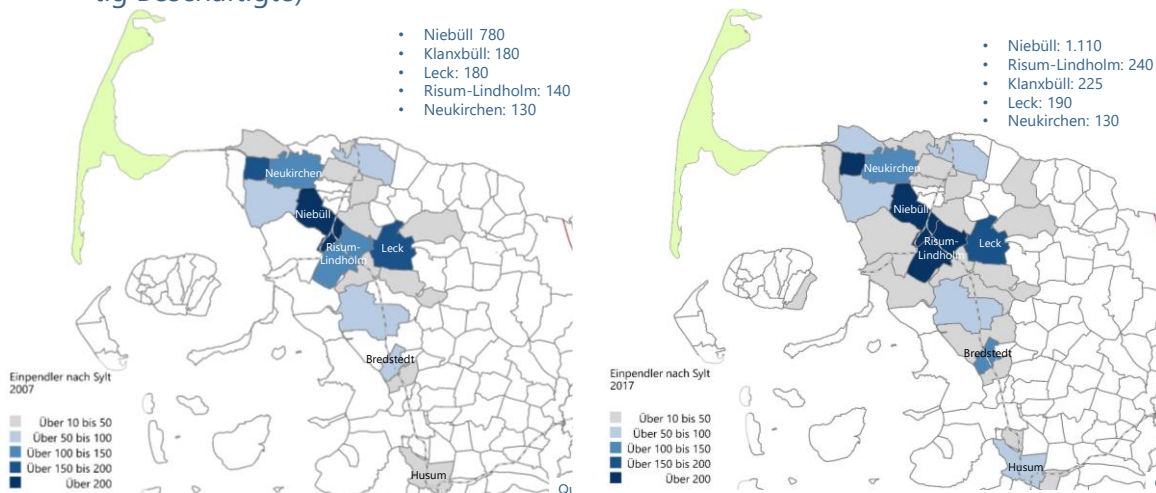 tig Beschäftigte)
• Niebüll 780
• Klanxbüll: 180
• Leck: 180
• Risum-Lindholm: 140
• Neukirchen: 130
Neukirchen
Niebüll
Risum-
Lindholm
Leck
Bredstedt
Husum
Einpendler nach Sylt
2007
Über 10 bis 50
Über 50 bis 100
Über 100 bis 150
Über 150 bis 200
Über 200
• Niebüll: 1.110
• Risum-Lindholm: 240
• Klanxbüll: 225
• Leck: 190
• Neukirchen: 130
Neukirchen
Niebüll
Risum-
Lindholm
Leck
Bredstedt
Husum
Einpendler nach Sylt
2017
Über 10 bis 50
Über 50 bis 100
Über 100 bis 150
Über 150 bis 200
Über 200